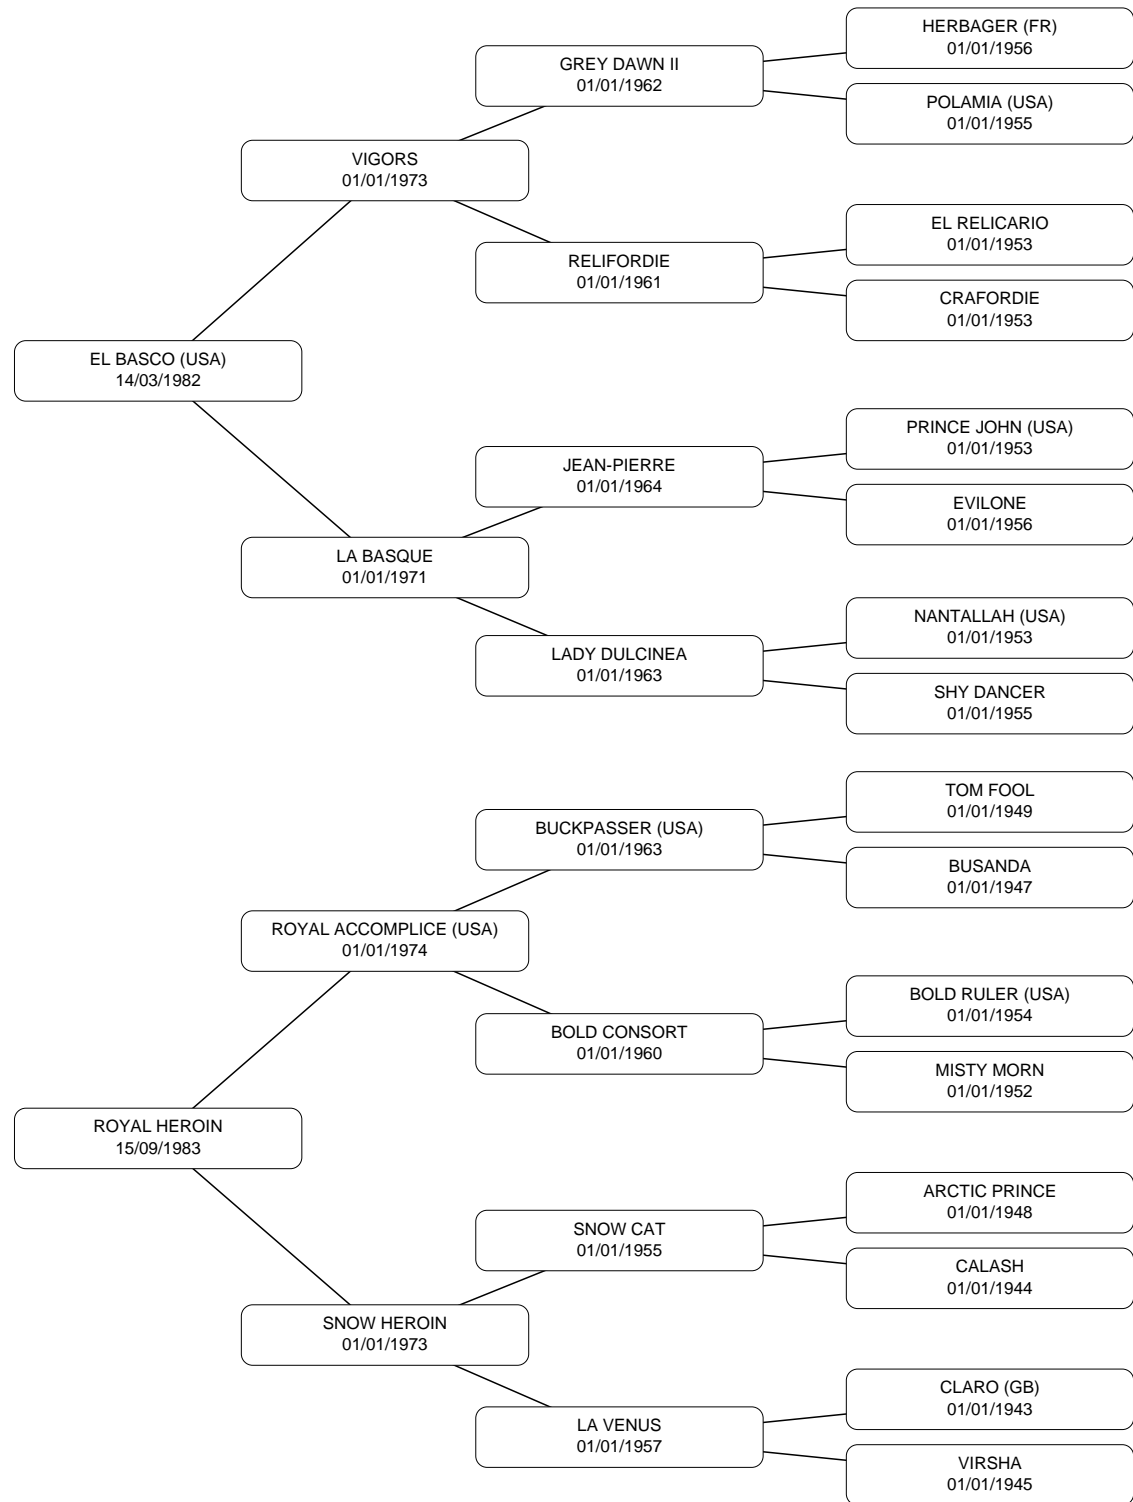 HERBAGER (FR)
01/01/1956
GREY DAWN II
01/01/1962
POLAMIA (USA)
01/01/1955
VIGORS
01/01/1973
EL RELICARIO
01/01/1953
RELIFORDIE
01/01/1961
CRAFORDIE
01/01/1953
EL BASCO (USA)
14/03/1982
PRINCE JOHN (USA)
01/01/1953
JEAN-PIERRE
01/01/1964
EVILONE
01/01/1956
LA BASQUE
01/01/1971
NANTALLAH (USA)
01/01/1953
LADY DULCINEA
01/01/1963
SHY DANCER
01/01/1955
TOM FOOL
01/01/1949
BUCKPASSER (USA)
01/01/1963
BUSANDA
01/01/1947
ROYAL ACCOMPLICE (USA)
01/01/1974
BOLD RULER (USA)
01/01/1954
BOLD CONSORT
01/01/1960
MISTY MORN
01/01/1952
ROYAL HEROIN
15/09/1983
ARCTIC PRINCE
01/01/1948
SNOW CAT
01/01/1955
CALASH
01/01/1944
SNOW HEROIN
01/01/1973
CLARO (GB)
01/01/1943
LA VENUS
01/01/1957
VIRSHA
01/01/1945